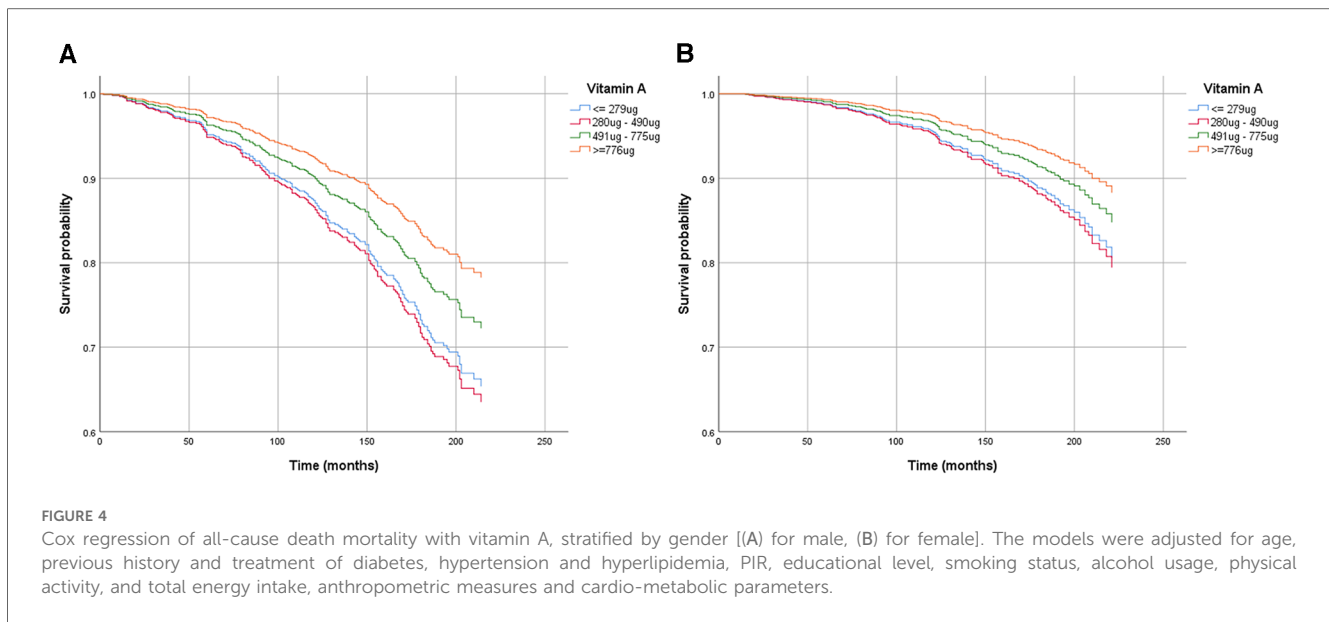 A
Vitamin A
<= 279ug
280ug - 490ug
491ug - 775ug
>=776ug
Survival probability
1.0
0.9
0.8
0.7
0.6
0
50
100
150
200
250
Time (months)
B
Vitamin A
<= 279ug
280ug - 490ug
491ug - 775ug
>=776ug
Survival probability
1.0
0.9
0.8
0.7
0.6
0
50
100
150
200
250
Time (months)
FIGURE 4
Cox regression of all-cause death mortality with vitamin A, stratified by gender [(A) for male, (B) for female]. The models were adjusted for age,
previous history and treatment of diabetes, hypertension and hyperlipidemia, PIR, educational level, smoking status, alcohol usage, physical
activity, and total energy intake, anthropometric measures and cardio-metabolic parameters.